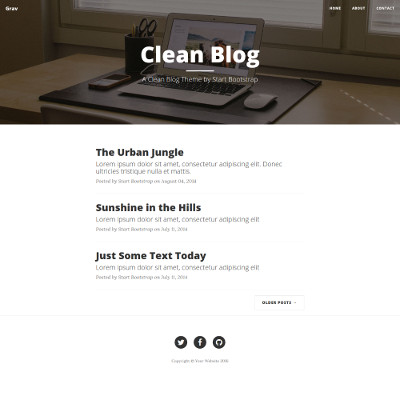 Grav
HOME ABOUT CONTACT
Clean Blog
A Clean Blog Theme by Start Bootstrap
The Urban Jungle
Lorem ipsum dolor sit amet, consectetur adipiscing elit. Donec
ultricies tristique nulla et mattis.
Posted by Start Bootstrap on August 04, 2014
Sunshine in the Hills
Lorem ipsum dolor sit amet, consectetur adipiscing elit
Posted by Start Bootstrap on July 11, 2014
Just Some Text Today
Lorem ipsum dolor sit amet, consectetur adipiscing elit
Posted by Start Bootstrap on July 11, 2014
OLDER POSTS →
Copyright © Your Website